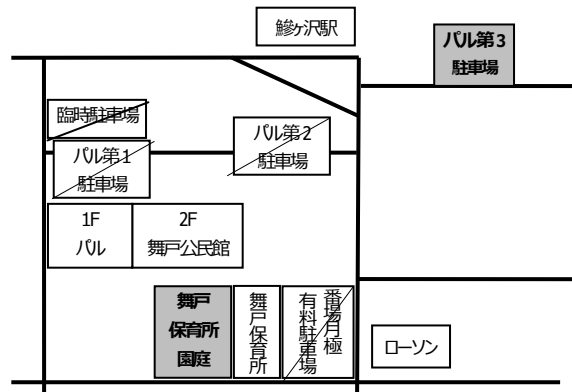 鰺ヶ沢駅
パル第3
駐車場
臨時駐車場
パル第1
駐車場
パル第2
駐車場
1F
パル
2F
舞戸公民館
舞戸
保育所
園庭
舞戸保育所
番場月極
有料駐車場
ローソン